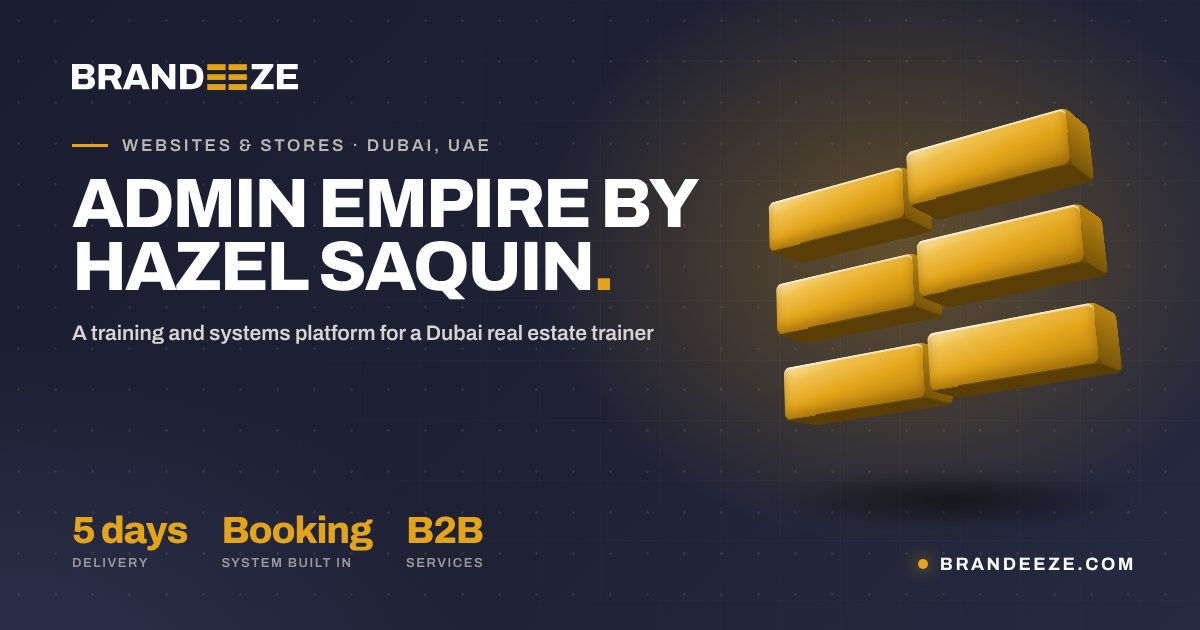 BRANDEEZE
WEBSITES & STORES · DUBAI, UAE
ADMIN EMPIRE BY
HAZEL SAQUIN.
A training and systems platform for a Dubai real estate trainer
5 days
DELIVERY
Booking
SYSTEM BUILT IN
B2B
SERVICES
BRANDEEZE.COM